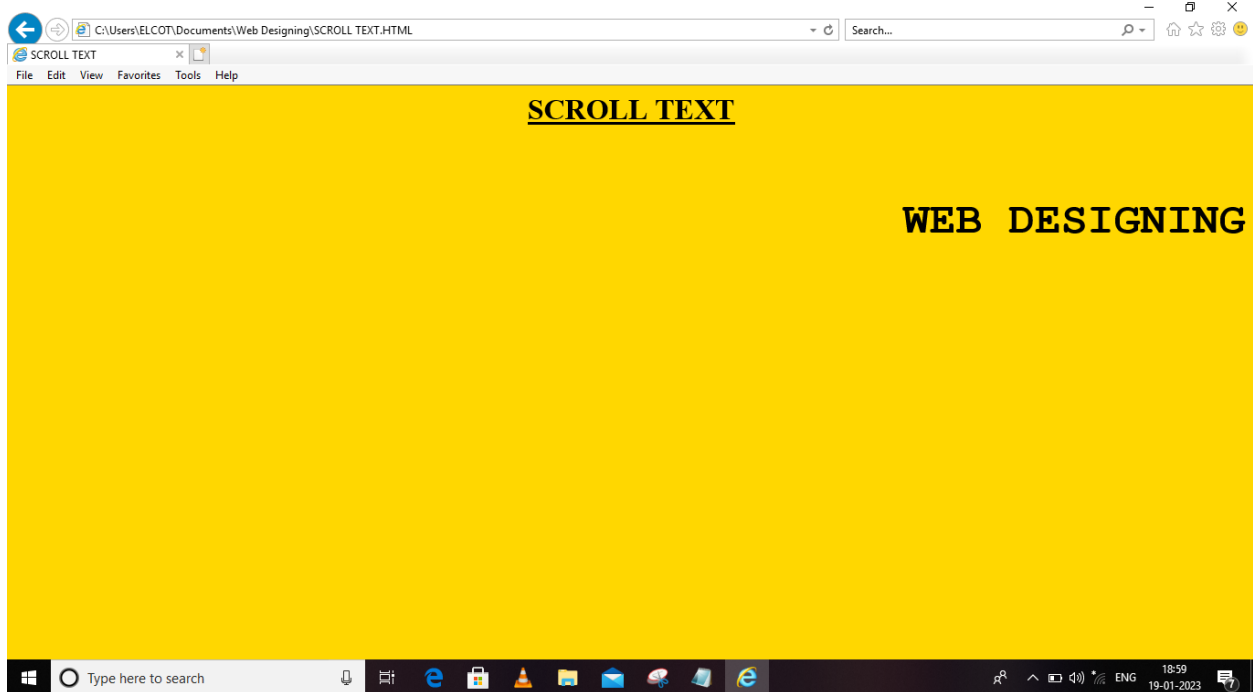 C:\Users\ELCOT\Documents\Web Designing\SCROLL TEXT.HTML
Search...
SCROLL TEXT
File Edit View Favorites Tools Help
SCROLL TEXT
WEB DESIGNING
Type here to search
ENG
18:59
19-01-2023
7